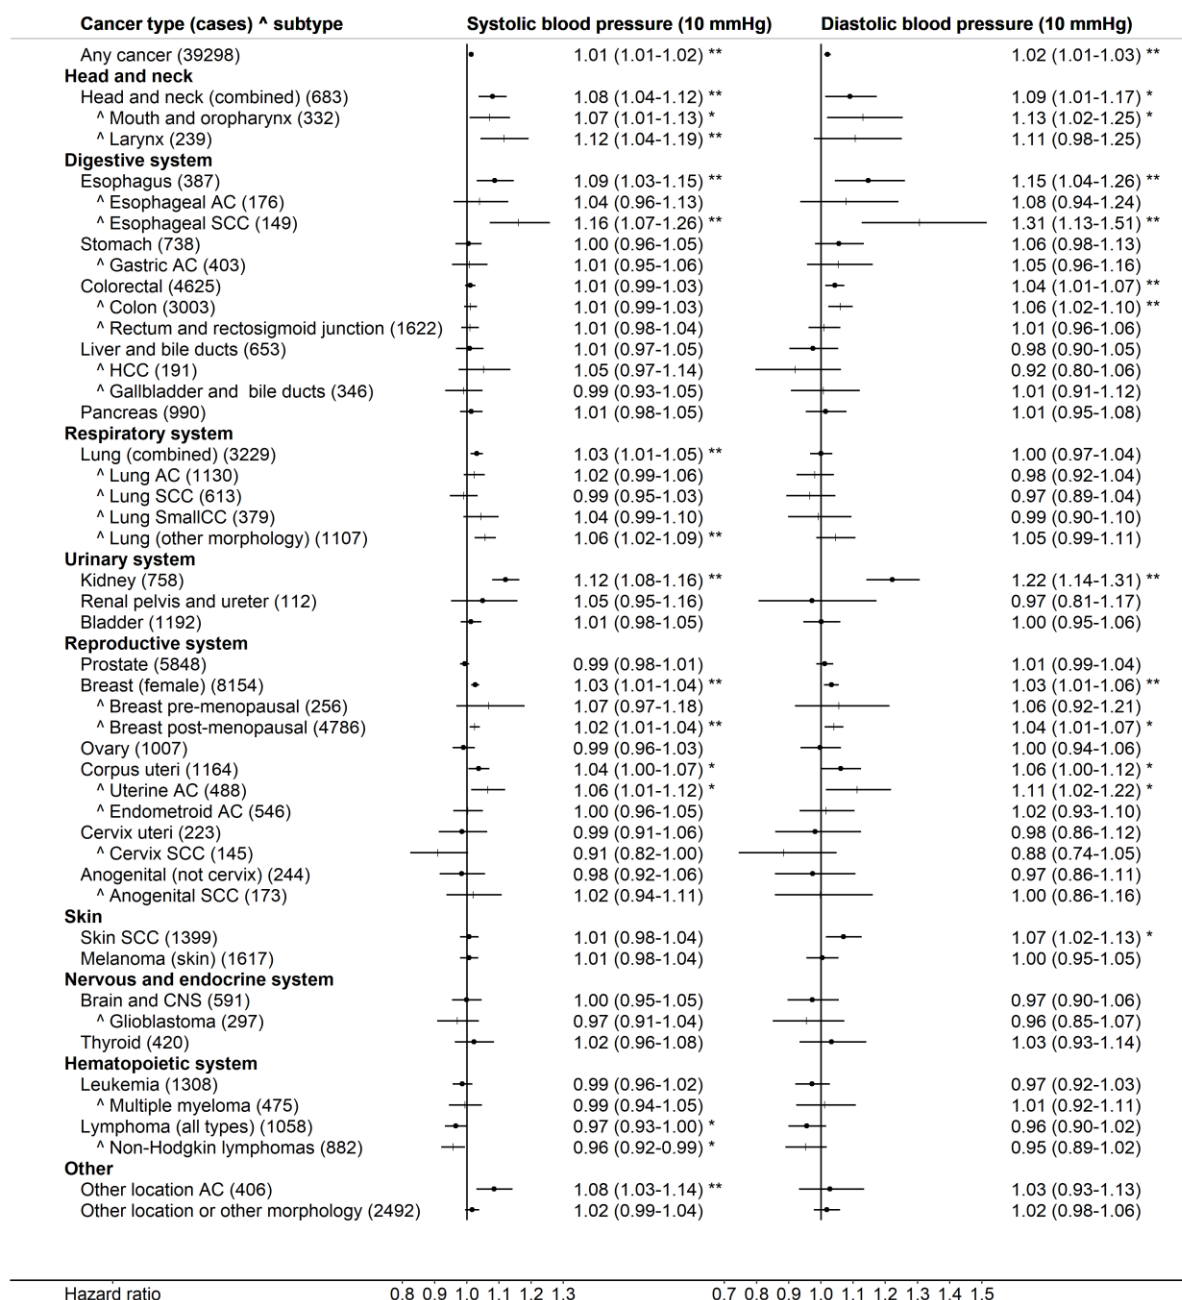 Cancer type (cases) ^ subtype Systolic blood pressure (10 mmHg) Diastolic blood pressure (10 mmHg)
Any cancer (39298) 1.01 (1.01-1.02) ** 1.02 (1.01-1.03) **
Head and neck
Head and neck (combined) (683) 1.08 (1.04-1.12) ** 1.09 (1.01-1.17) *
^ Mouth and oropharynx (332) 1.07 (1.01-1.13) * 1.13 (1.02-1.25) *
^ Larynx (239) 1.12 (1.04-1.19) ** 1.11 (0.98-1.25)
Digestive system
Esophagus (387) 1.09 (1.03-1.15) ** 1.15 (1.04-1.26) **
^ Esophageal AC (176) 1.04 (0.96-1.13) 1.08 (0.94-1.24)
^ Esophageal SCC (149) 1.16 (1.07-1.26) ** 1.31 (1.13-1.51) **
Stomach (738) 1.00 (0.96-1.05) 1.06 (0.98-1.13)
^ Gastric AC (403) 1.01 (0.95-1.06) 1.05 (0.96-1.16)
Colorectal (4625) 1.01 (0.99-1.03) 1.04 (1.01-1.07) **
^ Colon (3003) 1.01 (0.99-1.03) 1.06 (1.02-1.10) **
^ Rectum and rectosigmoid junction (1622) 1.01 (0.98-1.04) 1.01 (0.96-1.06)
Liver and bile ducts (653) 1.01 (0.97-1.05) 0.98 (0.90-1.05)
^ HCC (191) 1.05 (0.97-1.14) 0.92 (0.80-1.06)
^ Gallbladder and bile ducts (346) 0.99 (0.93-1.05) 1.01 (0.91-1.12)
Pancreas (990) 1.01 (0.98-1.05) 1.01 (0.95-1.08)
Respiratory system
Lung (combined) (3229) 1.03 (1.01-1.05) ** 1.00 (0.97-1.04)
^ Lung AC (1130) 1.02 (0.99-1.06) 0.98 (0.92-1.04)
^ Lung SCC (613) 0.99 (0.95-1.03) 0.97 (0.89-1.04)
^ Lung SmallCC (379) 1.04 (0.99-1.10) 0.99 (0.90-1.10)
^ Lung (other morphology) (1107) 1.06 (1.02-1.09) ** 1.05 (0.99-1.11)
Urinary system
Kidney (758) 1.12 (1.08-1.16) ** 1.22 (1.14-1.31) **
Renal pelvis and ureter (112) 1.05 (0.95-1.16) 0.97 (0.81-1.17)
Bladder (1192) 1.01 (0.98-1.05) 1.00 (0.95-1.06)
Reproductive system
Prostate (5848) 0.99 (0.98-1.01) 1.01 (0.99-1.04)
Breast (female) (8154) 1.03 (1.01-1.04) ** 1.03 (1.01-1.06) **
^ Breast pre-menopausal (256) 1.07 (0.97-1.18) 1.06 (0.92-1.21)
^ Breast post-menopausal (4786) 1.02 (1.01-1.04) ** 1.04 (1.01-1.07) *
Ovary (1007) 0.99 (0.96-1.03) 1.00 (0.94-1.06)
Corpus uteri (1164) 1.04 (1.00-1.07) * 1.06 (1.00-1.12) *
^ Uterine AC (488) 1.06 (1.01-1.12) * 1.11 (1.02-1.22) *
^ Endometroid AC (546) 1.00 (0.96-1.05) 1.02 (0.93-1.10)
Cervix uteri (223) 0.99 (0.91-1.06) 0.98 (0.86-1.12)
^ Cervix SCC (145) 0.91 (0.82-1.00) 0.88 (0.74-1.05)
Anogenital (not cervix) (244) 0.98 (0.92-1.06) 0.97 (0.86-1.11)
^ Anogenital SCC (173) 1.02 (0.94-1.11) 1.00 (0.86-1.16)
Skin
Skin SCC (1399) 1.01 (0.98-1.04) 1.07 (1.02-1.13) *
Melanoma (skin) (1617) 1.01 (0.98-1.04) 1.00 (0.95-1.05)
Nervous and endocrine system
Brain and CNS (591) 1.00 (0.95-1.05) 0.97 (0.90-1.06)
^ Glioblastoma (297) 0.97 (0.91-1.04) 0.96 (0.85-1.07)
Thyroid (420) 1.02 (0.96-1.08) 1.03 (0.93-1.14)
Hematopoietic system
Leukemia (1308) 0.99 (0.96-1.02) 0.97 (0.92-1.03)
^ Multiple myeloma (475) 0.99 (0.94-1.05) 1.01 (0.92-1.11)
Lymphoma (all types) (1058) 0.97 (0.93-1.00) * 0.96 (0.90-1.02)
^ Non-Hodgkin lymphomas (882) 0.96 (0.92-0.99) * 0.95 (0.89-1.02)
Other
Other location AC (406) 1.08 (1.03-1.14) ** 1.03 (0.93-1.13)
Other location or other morphology (2492) 1.02 (0.99-1.04) 1.02 (0.98-1.06)
Hazard ratio 0.8 0.9 1.0 1.1 1.2 1.3 0.7 0.8 0.9 1.0 1.1 1.2 1.3 1.4 1.5